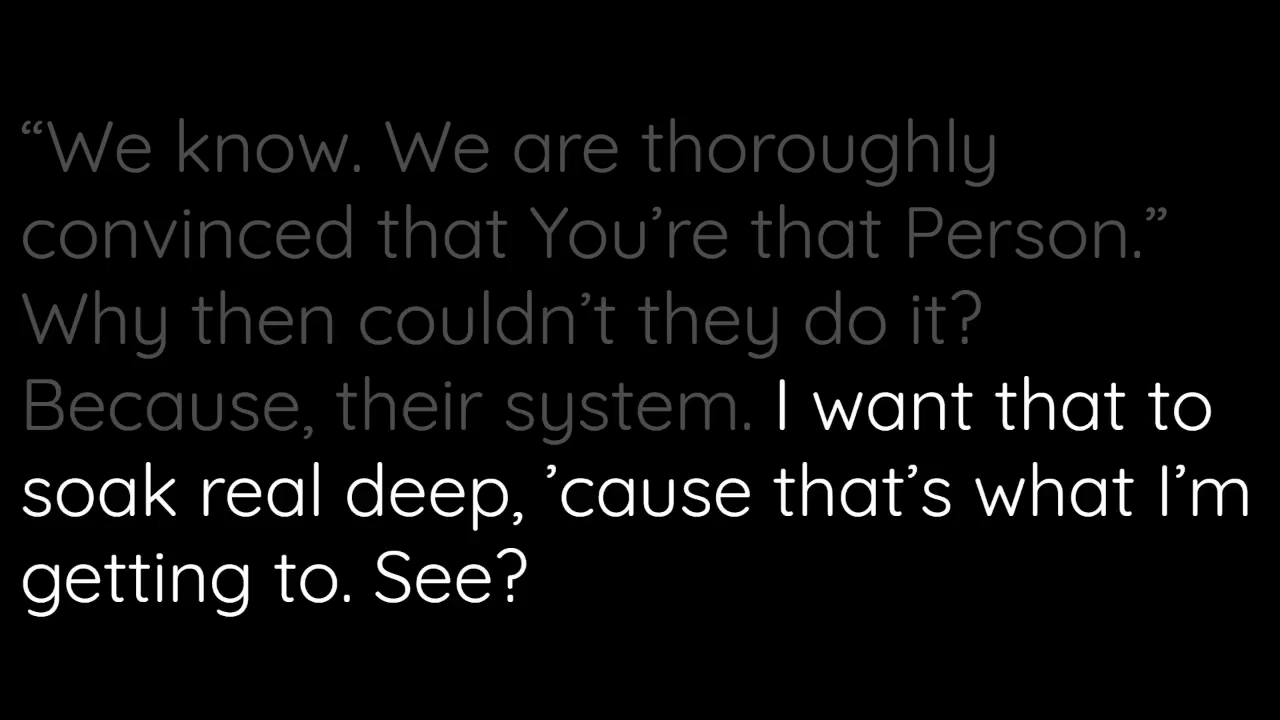 “We know. We are thoroughly
convinced that You’re that Person.”
Why then couldn’t they do it?
Because, their system. I want that to
soak real deep, ’cause that’s what I’m
getting to. See?